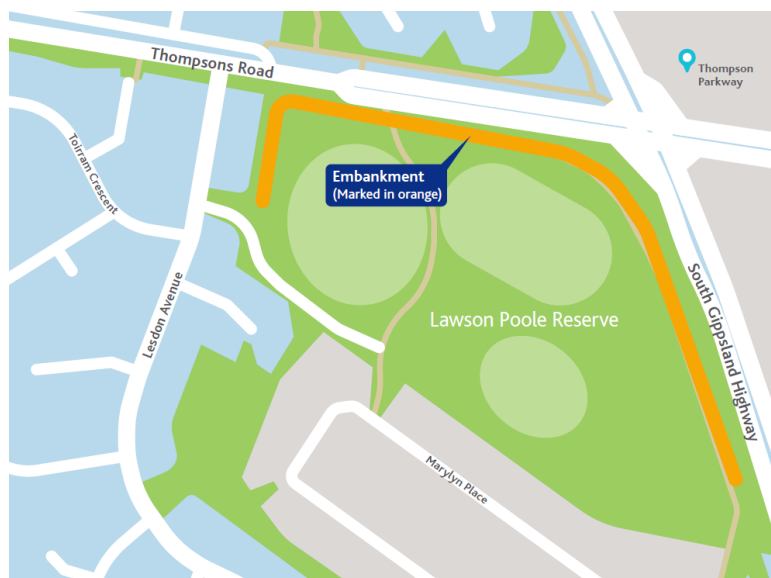 Thompsons Road
Thompson
Parkway
Toirram Crescent
Embankment
(Marked in orange)
Lesdon Avenue
South Gippsland Highway
Lawson Poole Reserve
Marylyn Place